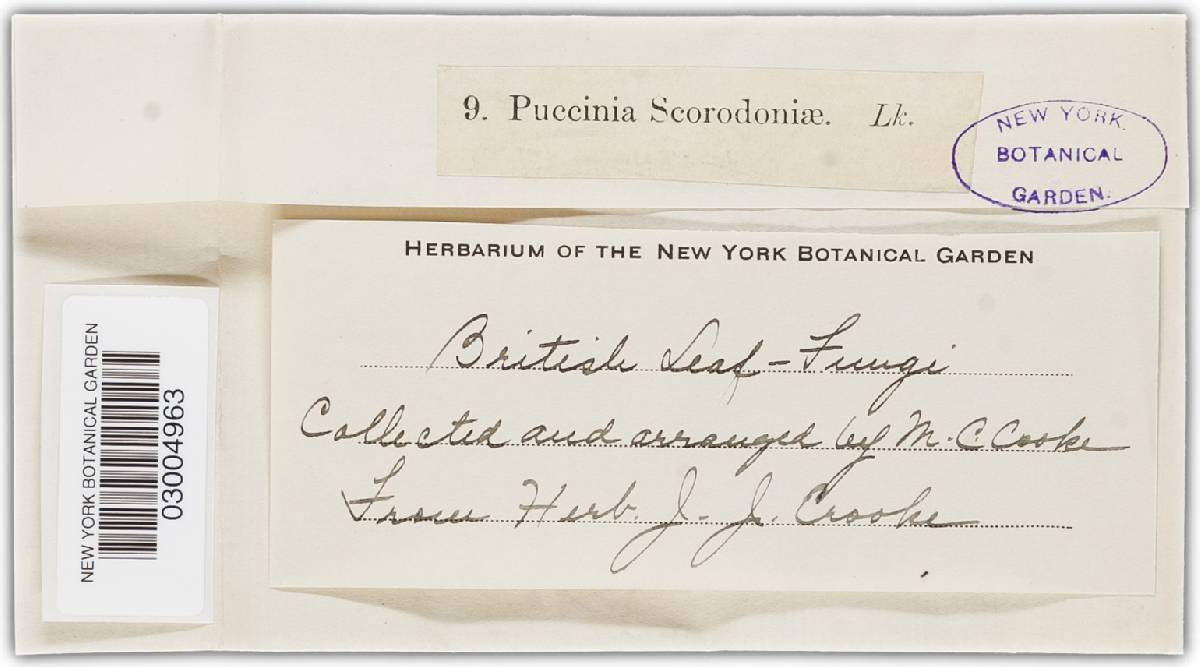 9. Puccinia Scorodoniæ. Lk.
NEW YORK
BOTANICAL
GARDEN.
HERBARIUM OF THE NEW YORK BOTANICAL GARDEN
British Leaf-Fungi
Collected and arranged by M. C. Cooke
From Herb. J. J. Crooke
NEW YORK BOTANICAL GARDEN
03004963